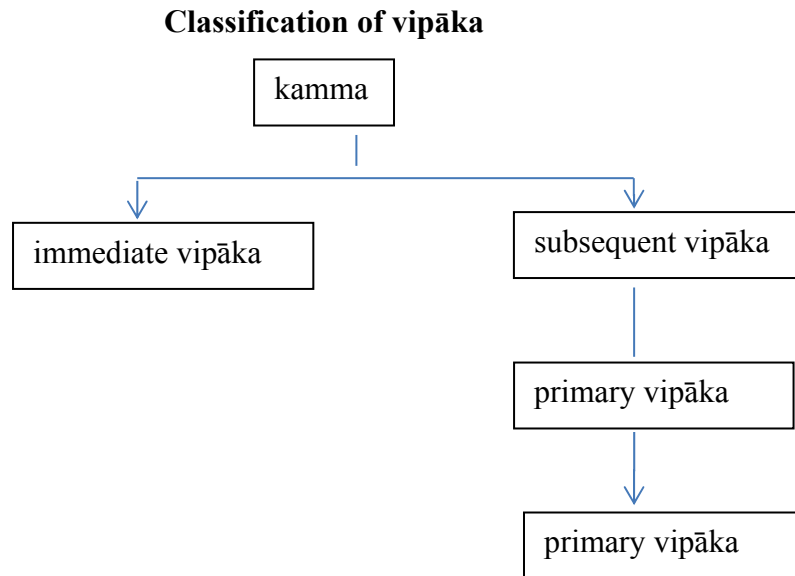 Classification of vipāka
kamma
immediate vipāka
subsequent vipāka
primary vipāka
primary vipāka